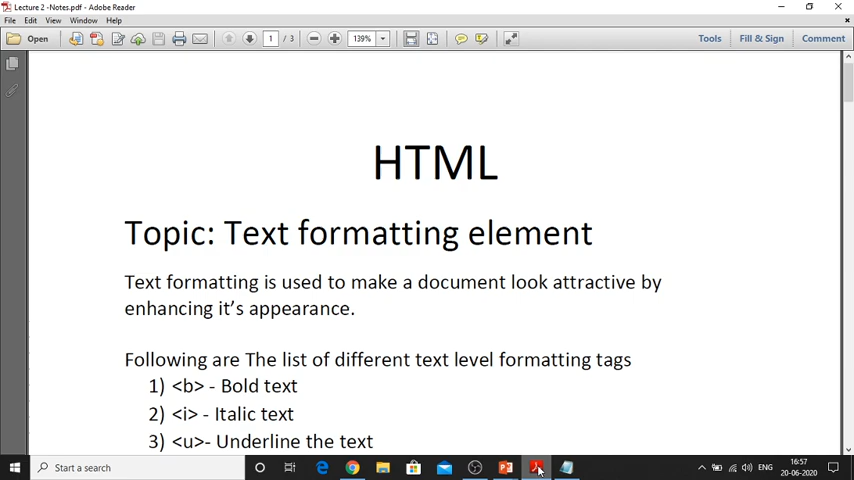 Lecture 2 -Notes.pdf - Adobe Reader
File Edit View Window Help
Open 1 / 3 139% Tools Fill & Sign Comment
HTML
Topic: Text formatting element
Text formatting is used to make a document look attractive by
enhancing it’s appearance.
Following are The list of different text level formatting tags
1) <b> - Bold text
2) <i> - Italic text
3) <u>- Underline the text
Start a search
ENG
16:57
20-06-2020